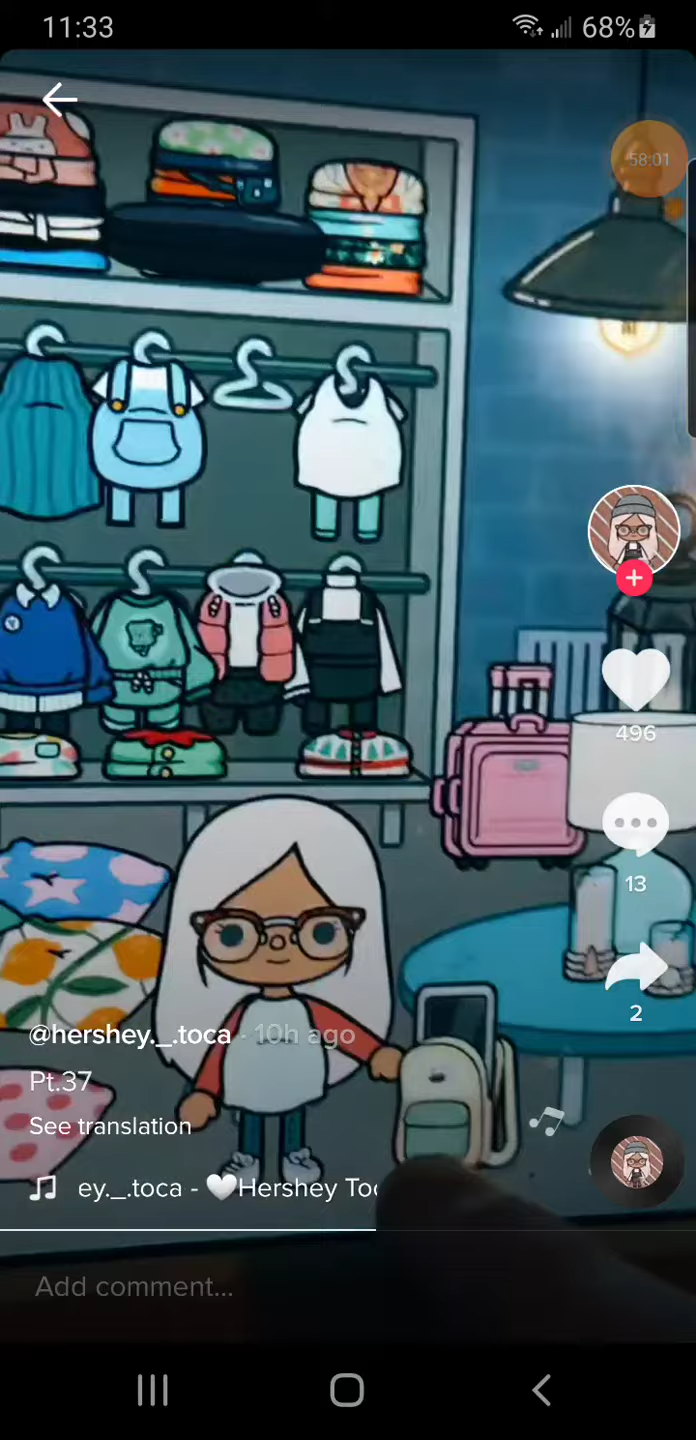 11:33
68%
58:01
496
13
2
@hershey._.toca · 10h ago
Pt.37
See translation
ey._.toca - 🤍Hershey Toc
Add comment...